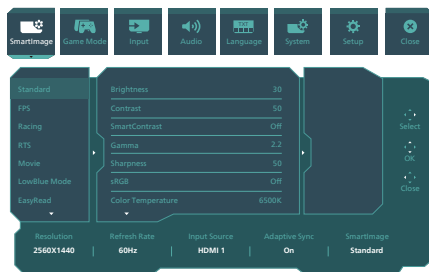 SmartImage
Game Mode
Input
Audio
TXT
Language
System
Setup
Close
Standard
FPS
Racing
RTS
Movie
LowBlue Mode
EasyRead
Brightness 30
Contrast 50
SmartContrast Off
Gamma 2.2
Sharpness 50
sRGB Off
Color Temperature 6500K
Select
OK
Close
Resolution Refresh Rate Input Source Adaptive Sync SmartImage
2560X1440 60Hz HDMI 1 On Standard